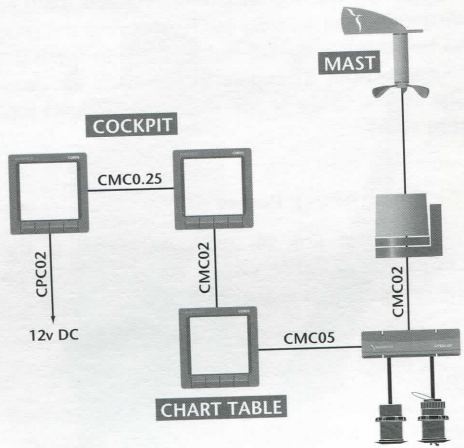 MAST
COCKPIT
CMC0.25
CPC02
CMC02
CMC02
12v DC
CMC05
CHART TABLE